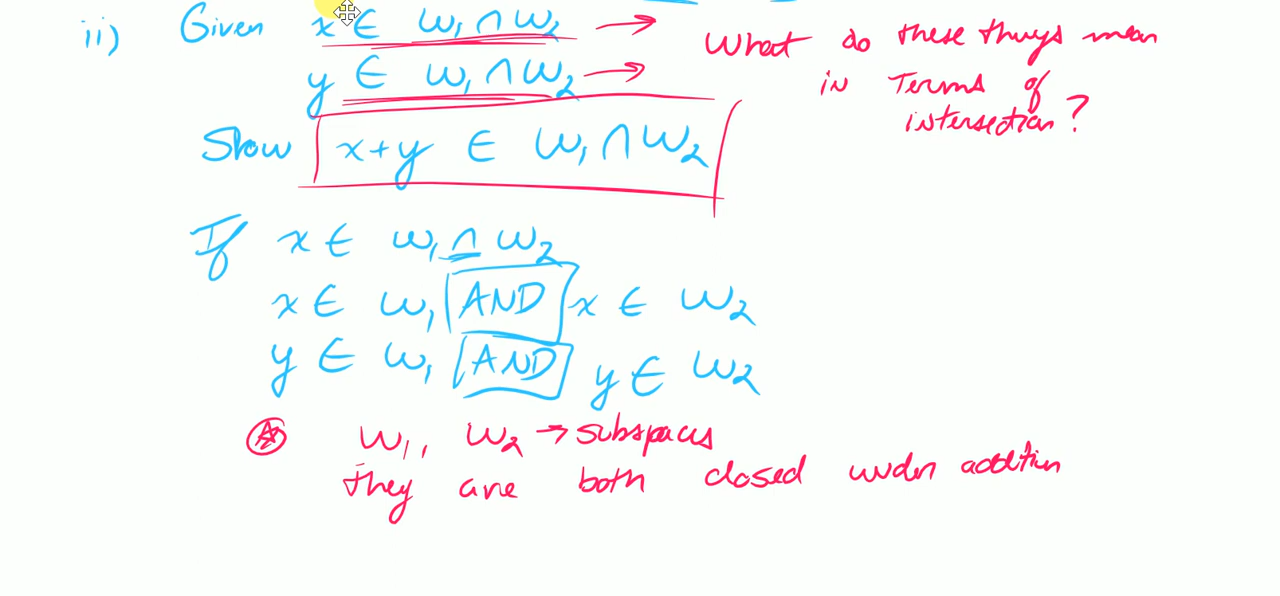 ii) Given x ∈ W₁ ∩ W₂ → What do these things mean
y ∈ W₁ ∩ W₂ → in Terms of
intersection?
Show x+y ∈ W₁ ∩ W₂
If x ∈ W₁ ∩ W₂
x ∈ W₁ AND x ∈ W₂
y ∈ W₁ AND y ∈ W₂
W₁, W₂ → subspaces
They are both closed under addition